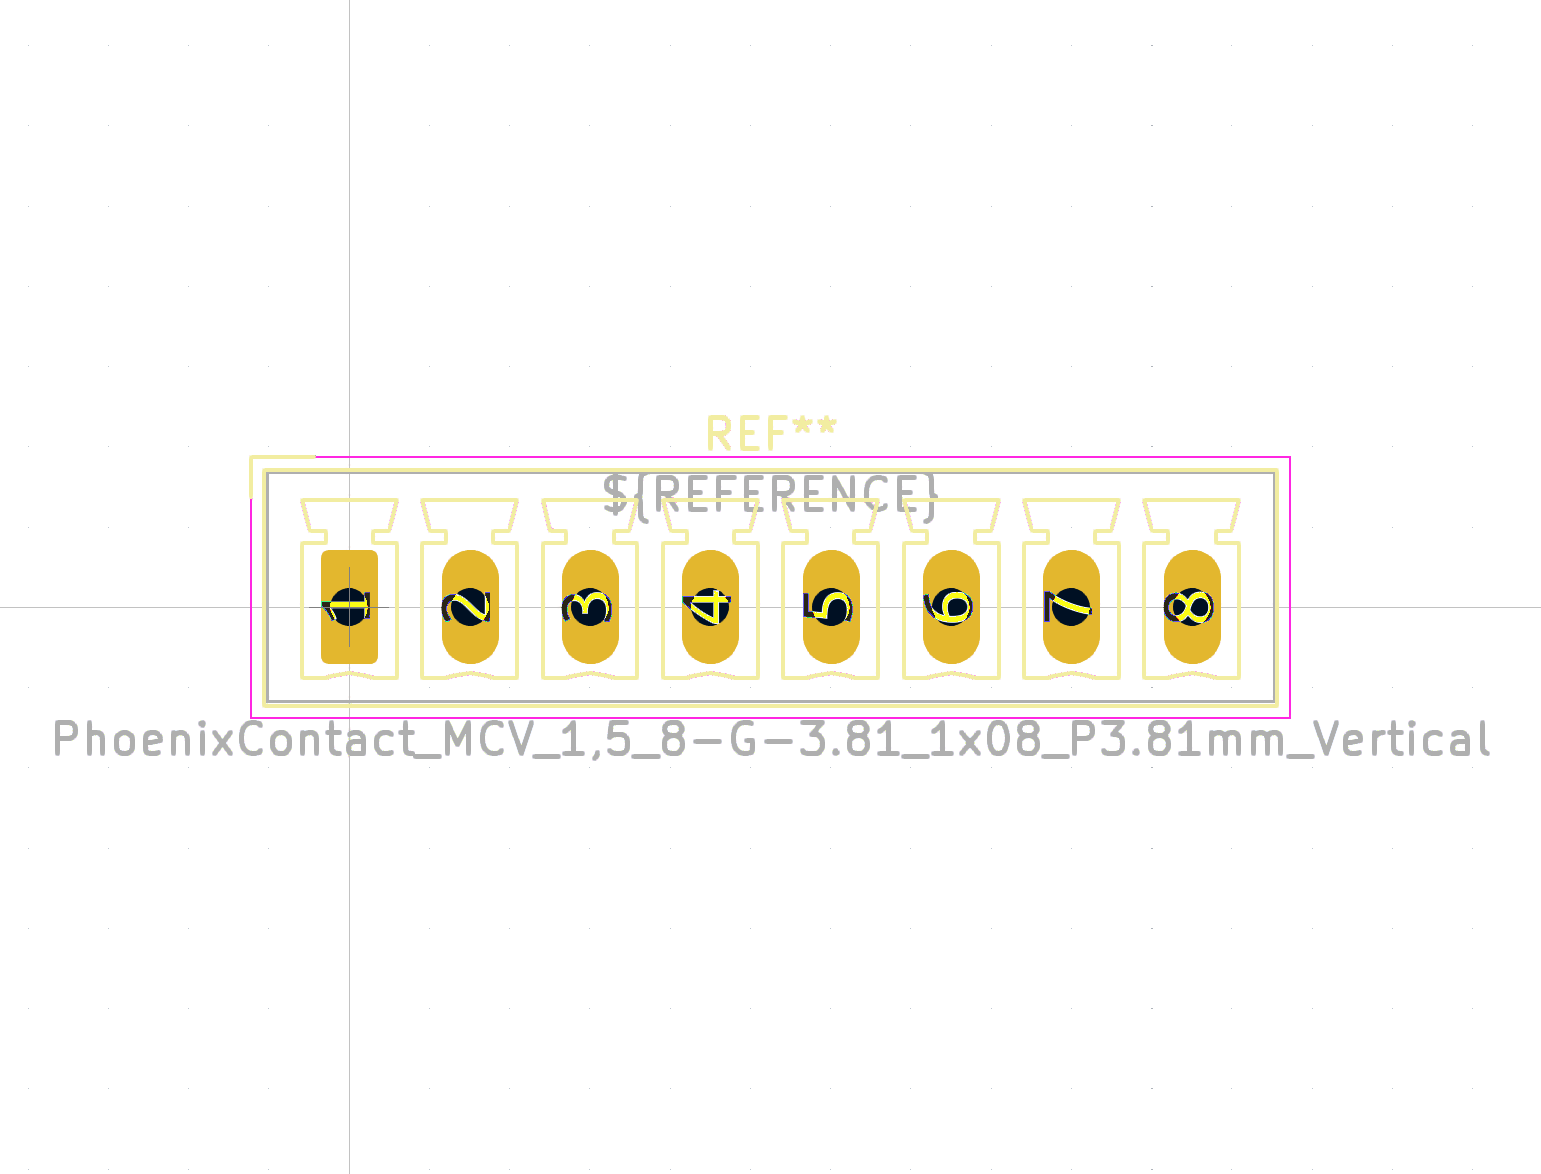 REF**
${REFERENCE}
1 2 3 4 5 6 7 8
PhoenixContact_MCV_1,5_8-G-3.81_1x08_P3.81mm_Vertical